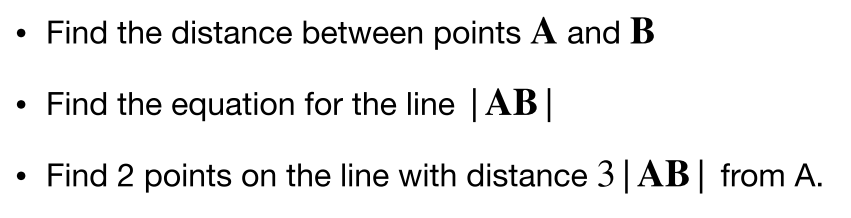 • Find the distance between points A and B
• Find the equation for the line |AB|
• Find 2 points on the line with distance 3|AB| from A.